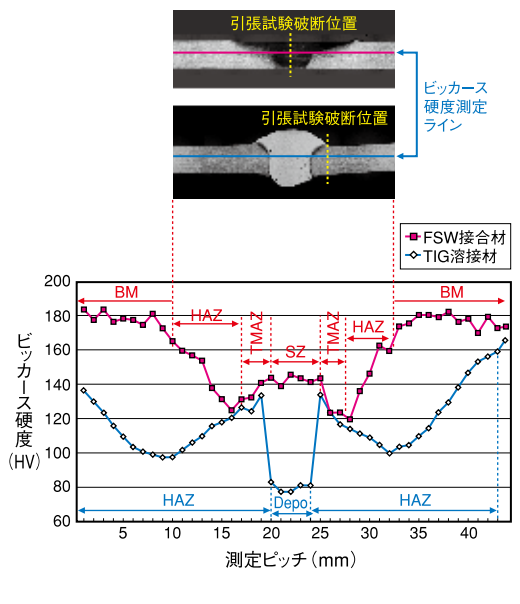 引張試験破断位置
引張試験破断位置
ビッカース
硬度測定
ライン
FSW接合材
TIG溶接材
ビッカース硬度(HV)
200
180
160
140
120
100
80
60
BM
HAZ
TMAZ
SZ
TMAZ
HAZ
BM
HAZ
Depo
HAZ
5 10 15 20 25 30 35 40
測定ピッチ(mm)